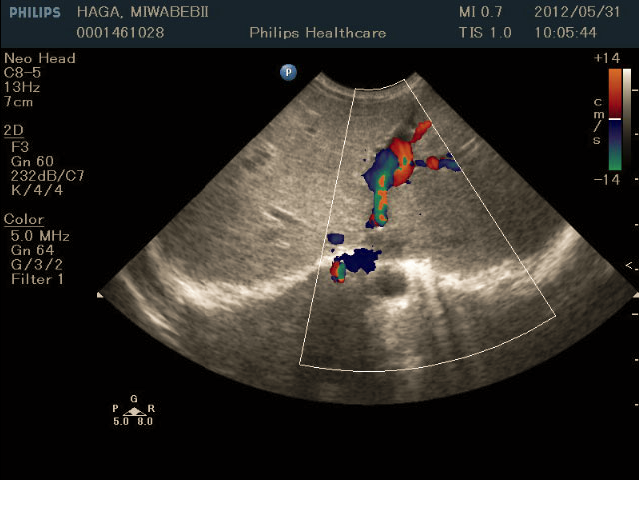 PHILIPS HAGA, MIWABEBII MI 0.7 2012/05/31
0001461028 Philips Healthcare TIS 1.0 10:05:44
Neo Head
C8-5
13Hz
7cm
2D
F3
Gn 60
232dB/C7
K/4/4
Color
5.0 MHz
Gn 64
G/3/2
Filter 1
P
+14
cm/s
-14
<
G
P R
5.0 8.0